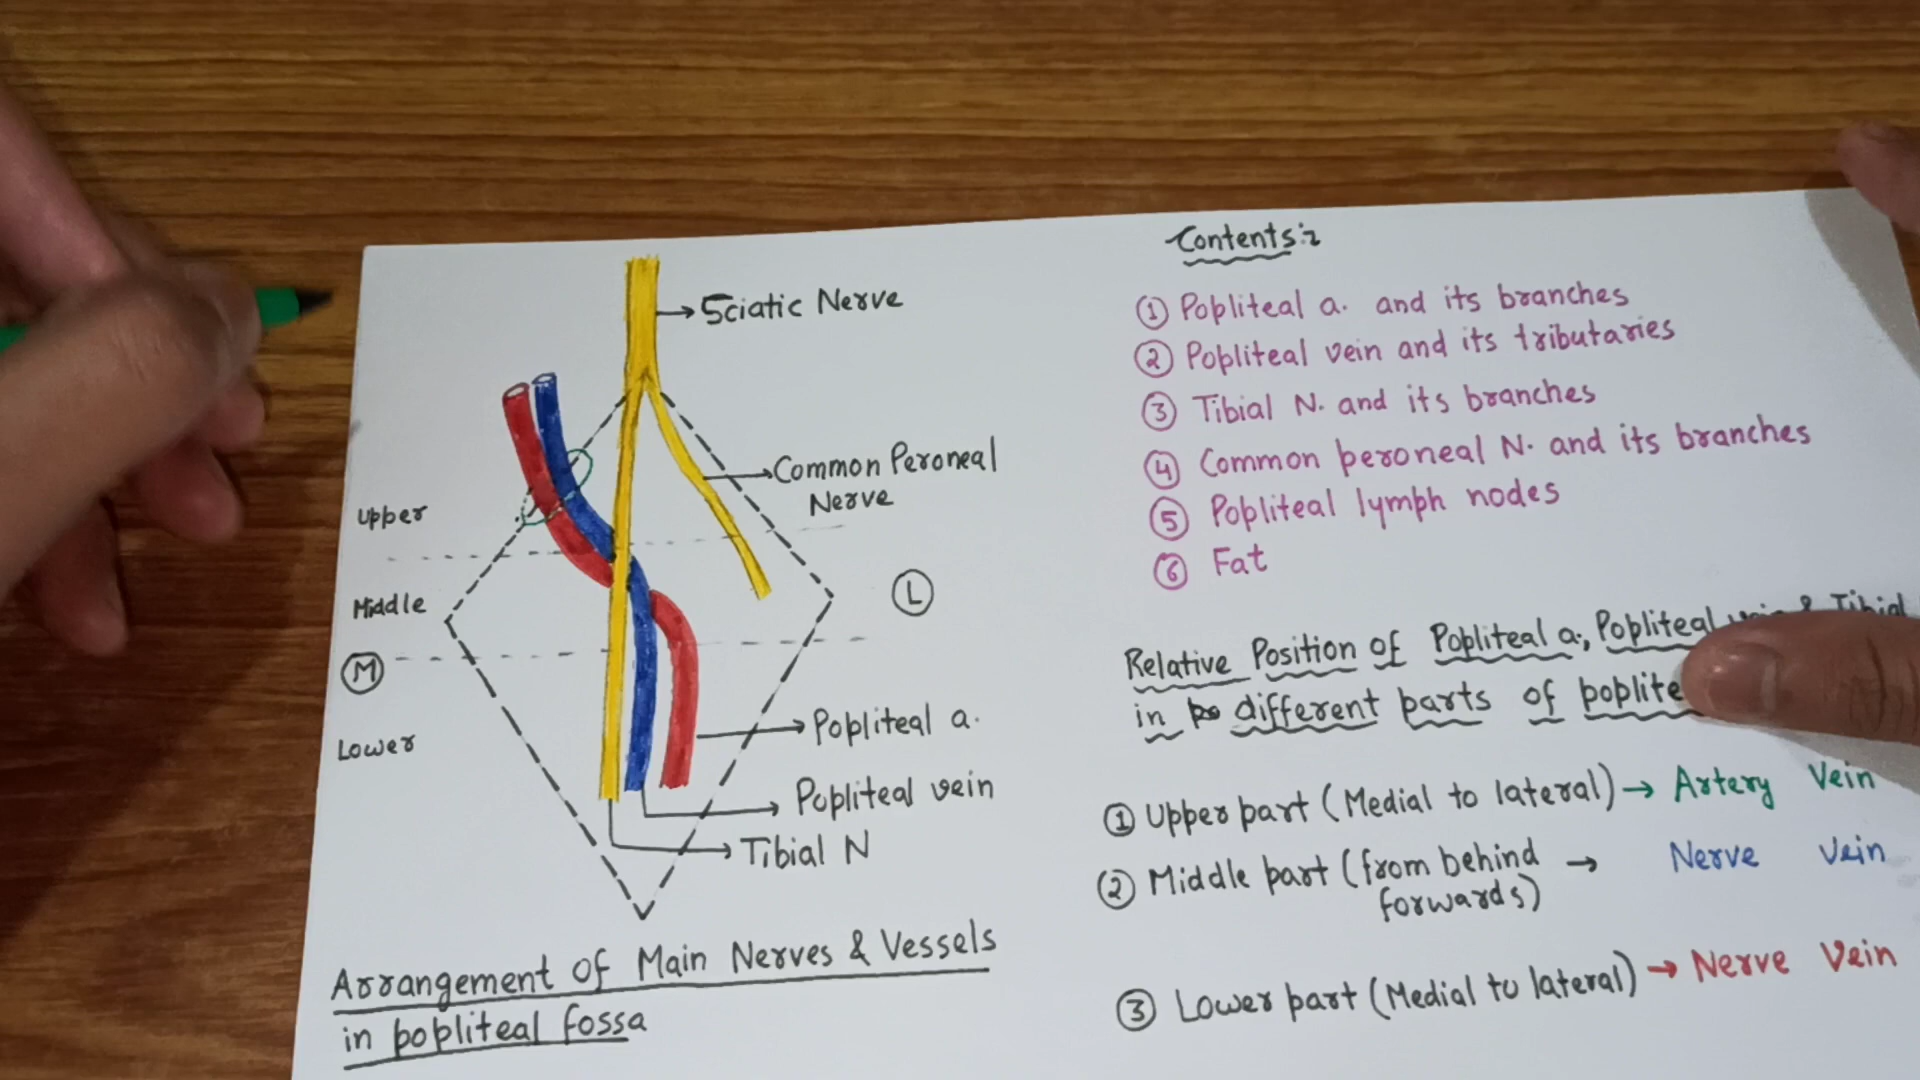 Sciatic Nerve
Common Peroneal
Nerve
Upper
Middle
L
M
Lower
Popliteal a.
Popliteal vein
Tibial N
Arrangement Of Main Nerves & Vessels
in popliteal fossa
Contents:-
① Popliteal a. and its branches
② Popliteal vein and its tributaries
③ Tibial N. and its branches
④ Common peroneal N. and its branches
⑤ Popliteal lymph nodes
⑥ Fat
Relative Position of Popliteal a., Popliteal & Tibial
in different parts of
① Upper part (Medial to lateral) → Artery Vein
② Middle part (from behind → Nerve Vein
forwards)
③ Lower part (Medial to lateral) → Nerve Vein